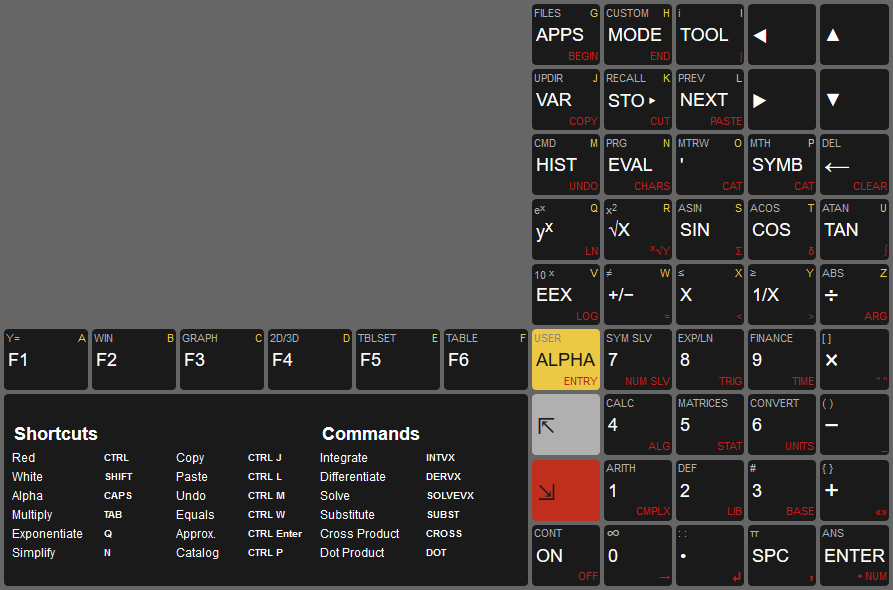 FILES G CUSTOM H i I
APPS MODE TOOL ◀ ▲
BEGIN END |
UPDIR J RECALL K PREV L
VAR STO ▸ NEXT ▶ ▼
COPY CUT PASTE
CMD M PRG N MTRW O MTH P DEL
HIST EVAL ' SYMB ←
UNDO CHARS CAT CAT CLEAR
eˣ Q x² R ASIN S ACOS T ATAN U
yˣ √X SIN COS TAN
LN ˣ√Y Σ δ ∫
10 ˣ V ≠ W ≤ X ≥ Y ABS Z
EEX +/− X 1/X ÷
LOG = < > ARG
Y= A WIN B GRAPH C 2D/3D D TBLSET E TABLE F USER SYM SLV EXP/LN FINANCE [ ]
F1 F2 F3 F4 F5 F6 ALPHA 7 8 9 ×
ENTRY NUM SLV TRIG TIME " "
CALC MATRICES CONVERT ( )
⇱ 4 5 6 −
ALG STAT UNITS _
ARITH DEF # { }
⇲ 1 2 3 +
CMPLX LIB BASE «»
CONT ∞ : : π ANS
ON 0 • SPC ENTER
OFF → ↲ , ‣ NUM
Shortcuts Commands
Red CTRL Copy CTRL J Integrate INTVX
White SHIFT Paste CTRL L Differentiate DERVX
Alpha CAPS Undo CTRL M Solve SOLVEVX
Multiply TAB Equals CTRL W Substitute SUBST
Exponentiate Q Approx. CTRL Enter Cross Product CROSS
Simplify N Catalog CTRL P Dot Product DOT